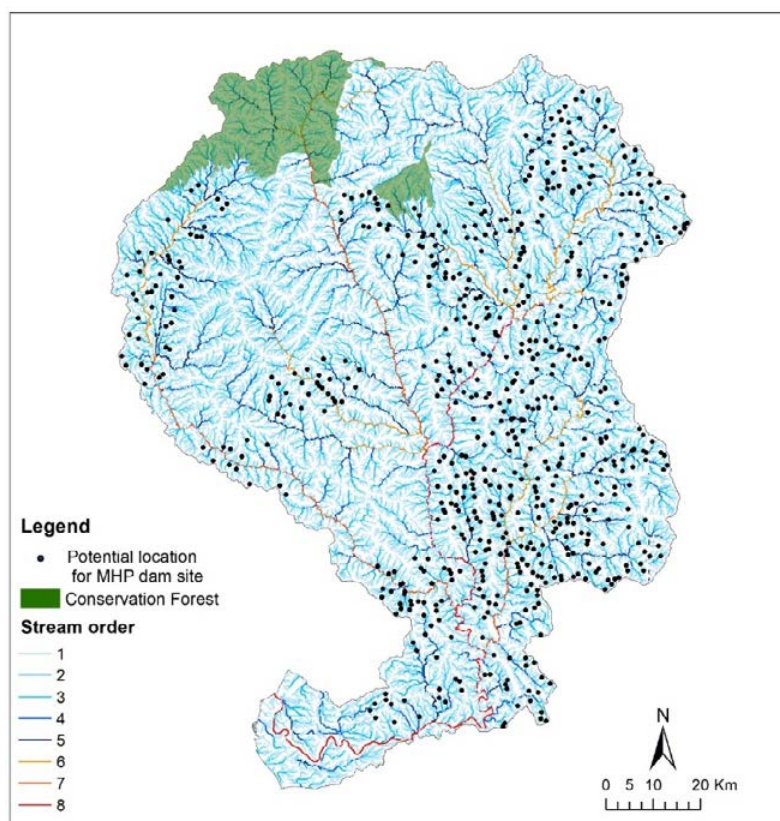 Legend
Potential location
for MHP dam site
Conservation Forest
Stream order
1
2
3
4
5
6
7
8
N
0 5 10 20 Km